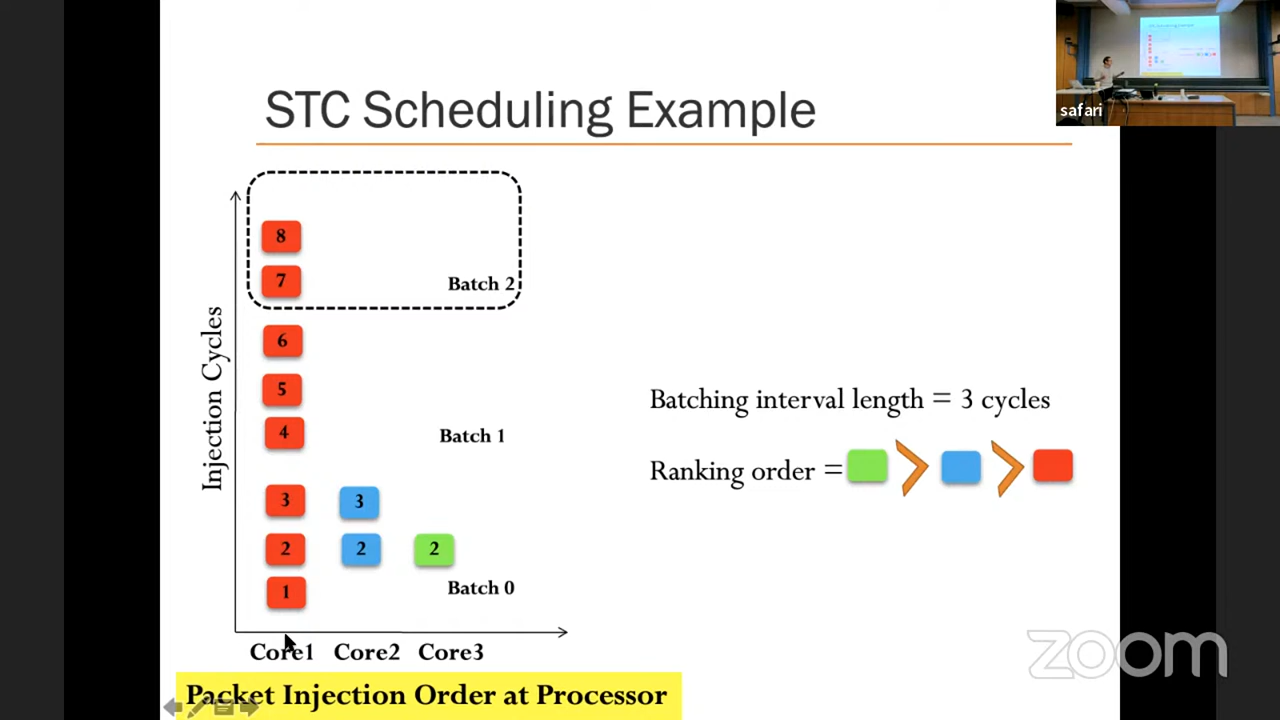 STC Scheduling Example
safari
8
7
Batch 2
6
5
4
Batch 1
3 3
2 2 2
1
Batch 0
Injection Cycles
Core1 Core2 Core3
Packet Injection Order at Processor
Batching interval length = 3 cycles
Ranking order =
zoom